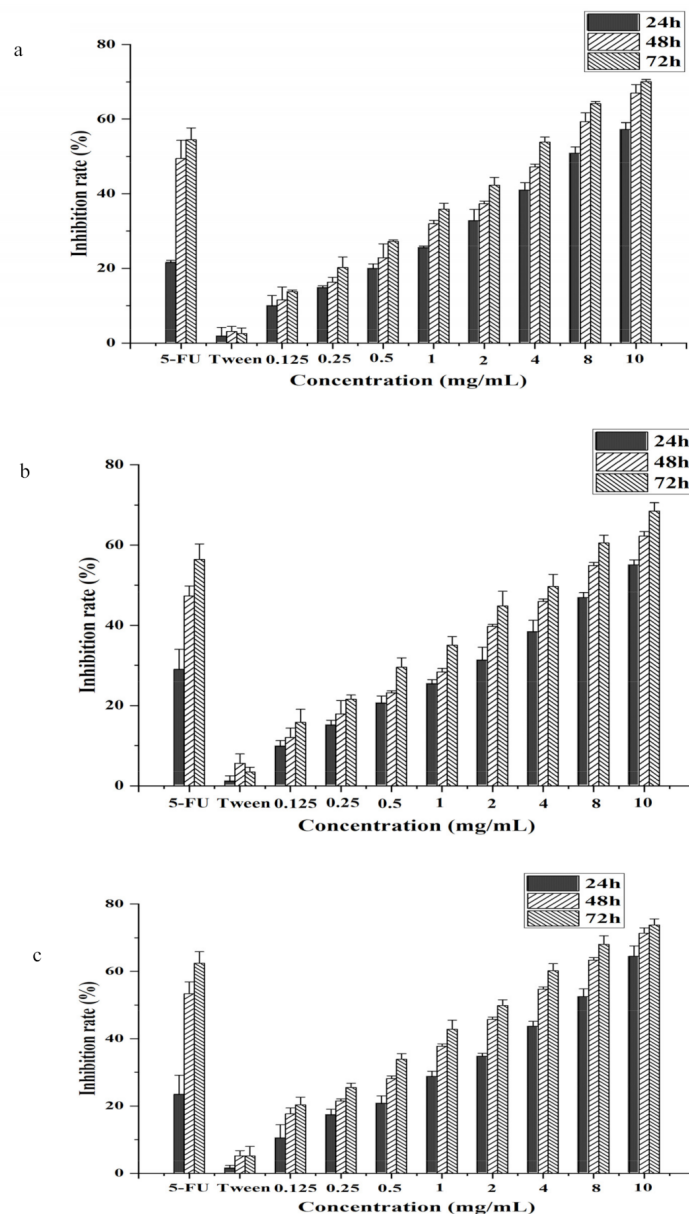 a
24h
48h
72h
80
60
40
20
0
Inhibition rate (%)
5-FU Tween 0.125 0.25 0.5 1 2 4 8 10
Concentration (mg/mL)
b
24h
48h
72h
80
60
40
20
0
Inhibition rate (%)
5-FU Tween 0.125 0.25 0.5 1 2 4 8 10
Concentration (mg/mL)
c
24h
48h
72h
80
60
40
20
0
Inhibition rate (%)
5-FU Tween 0.125 0.25 0.5 1 2 4 8 10
Concentration (mg/mL)